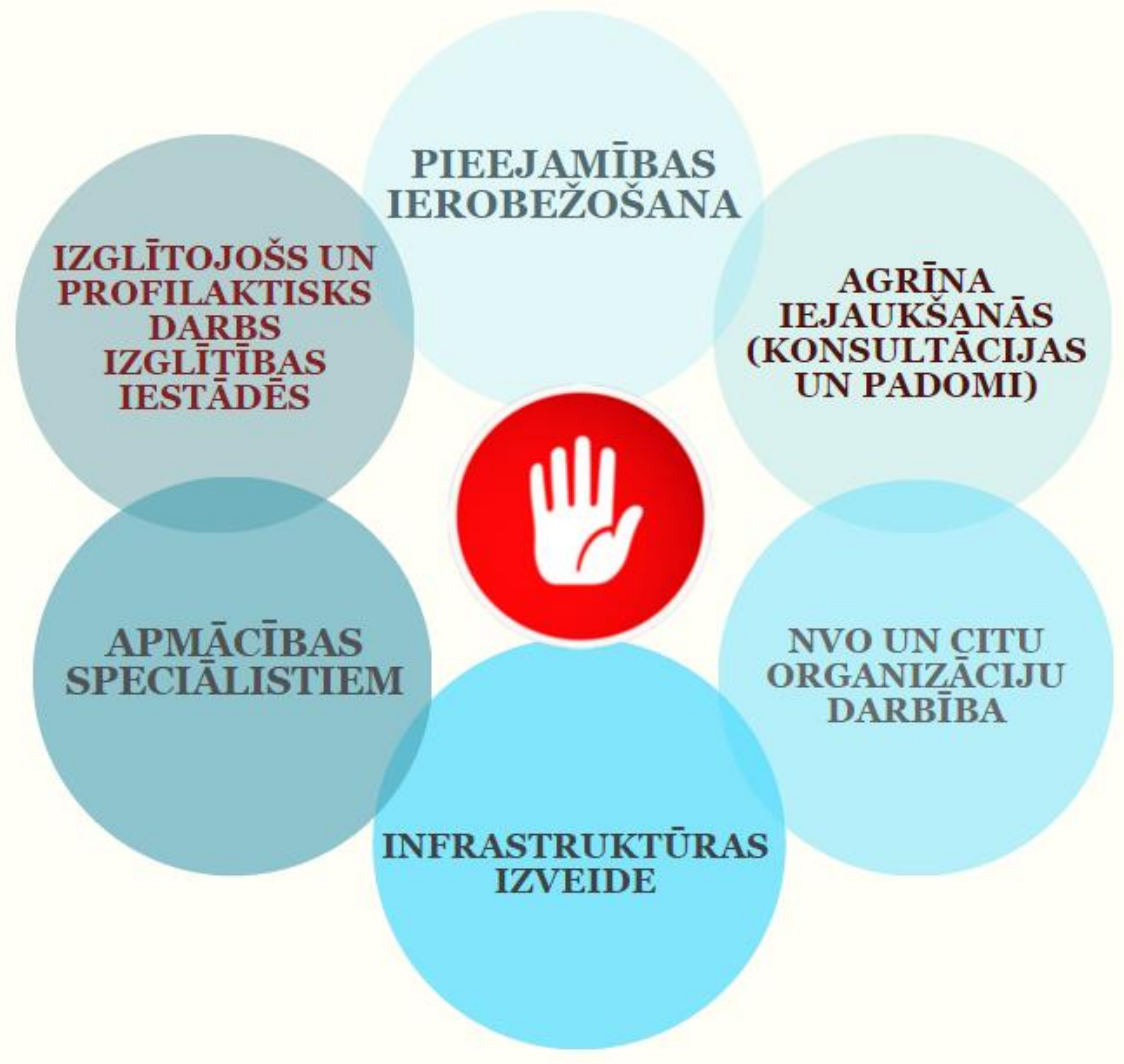 PIEEJAMĪBAS
IEROBEŽOŠANA
IZGLĪTOJOŠS UN
PROFILAKTISKS
DARBS
IZGLĪTĪBAS
IESTĀDĒS
AGRĪNA
IEJAUKŠANĀS
(KONSULTĀCIJAS
UN PADOMI)
APMĀCĪBAS
SPECIĀLISTIEM
NVO UN CITU
ORGANIZĀCIJU
DARBĪBA
INFRASTRUKTŪRAS
IZVEIDE